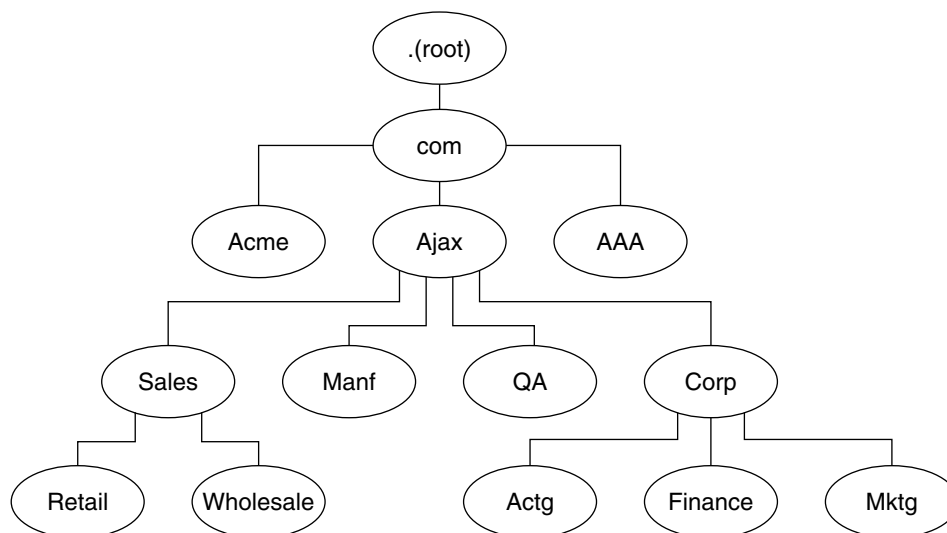 .(root)
com
Acme
Ajax
AAA
Sales
Manf
QA
Corp
Retail
Wholesale
Actg
Finance
Mktg